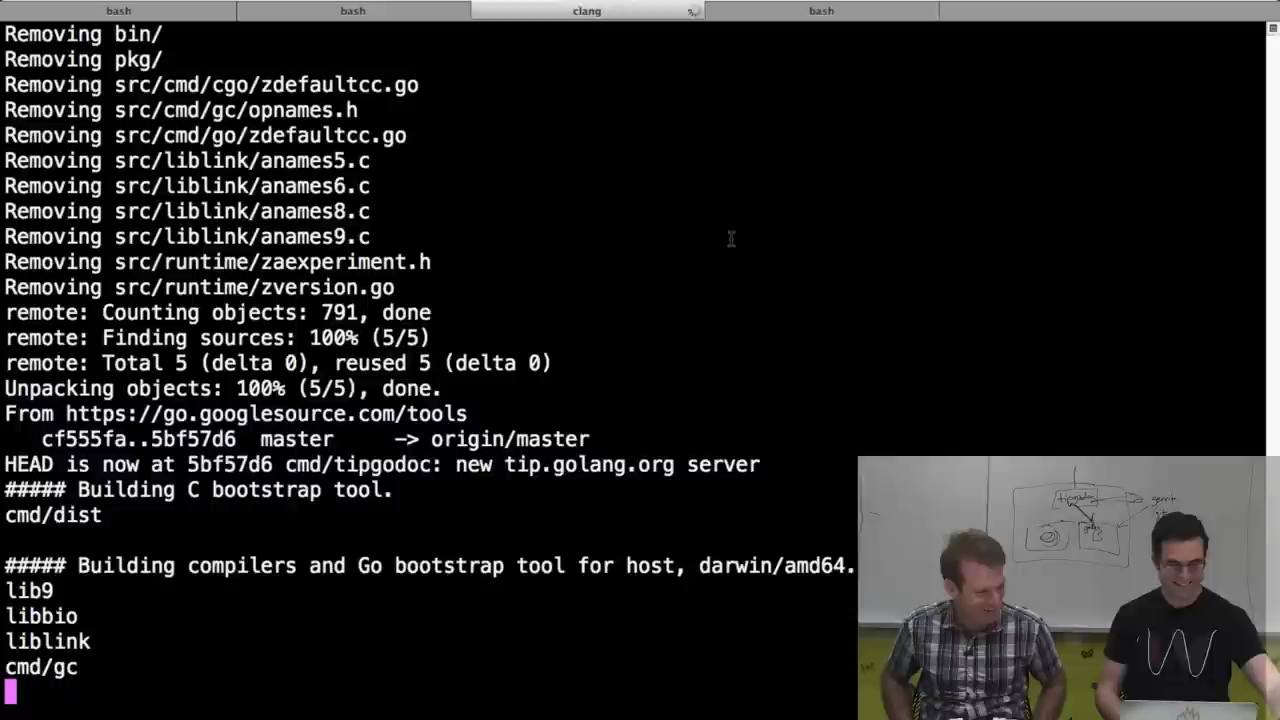 bash bash clang bash
Removing bin/
Removing pkg/
Removing src/cmd/cgo/zdefaultcc.go
Removing src/cmd/gc/opnames.h
Removing src/cmd/go/zdefaultcc.go
Removing src/liblink/anames5.c
Removing src/liblink/anames6.c
Removing src/liblink/anames8.c
Removing src/liblink/anames9.c
Removing src/runtime/zaexperiment.h
Removing src/runtime/zversion.go
remote: Counting objects: 791, done
remote: Finding sources: 100% (5/5)
remote: Total 5 (delta 0), reused 5 (delta 0)
Unpacking objects: 100% (5/5), done.
From https://go.googlesource.com/tools
cf555fa..5bf57d6 master -> origin/master
HEAD is now at 5bf57d6 cmd/tipgodoc: new tip.golang.org server
##### Building C bootstrap tool.
cmd/dist
##### Building compilers and Go bootstrap tool for host, darwin/amd64.
lib9
libbio
liblink
cmd/gc